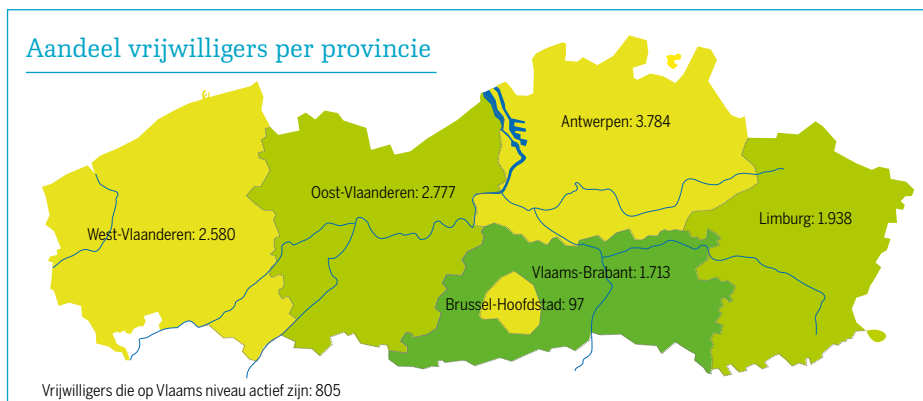 Aandeel vrijwilligers per provincie
Antwerpen: 3.784
Oost-Vlaanderen: 2.777
Limburg: 1.938
West-Vlaanderen: 2.580
Vlaams-Brabant: 1.713
Brussel-Hoofdstad: 97
Vrijwilligers die op Vlaams niveau actief zijn: 805